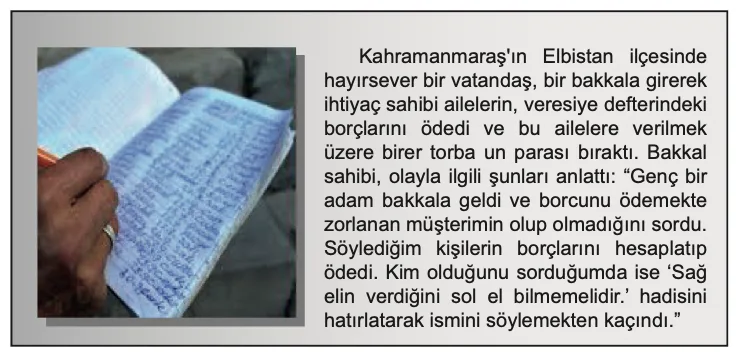 Kahramanmaraş'ın Elbistan ilçesinde
hayırsever bir vatandaş, bir bakkala girerek
ihtiyaç sahibi ailelerin, veresiye defterindeki
borçlarını ödedi ve bu ailelere verilmek
üzere birer torba un parası bıraktı. Bakkal
sahibi, olayla ilgili şunları anlattı: “Genç bir
adam bakkala geldi ve borcunu ödemekte
zorlanan müşterimin olup olmadığını sordu.
Söylediğim kişilerin borçlarını hesaplatıp
ödedi. Kim olduğunu sorduğumda ise ‘Sağ
elin verdiğini sol el bilmemelidir.’ hadisini
hatırlatarak ismini söylemekten kaçındı.”